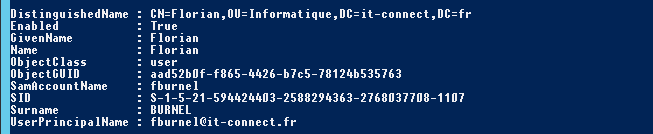 DistinguishedName : CN=Florian,OU=Informatique,DC=it-connect,DC=fr
Enabled : True
GivenName : Florian
Name : Florian
ObjectClass : user
ObjectGUID : aad52b0f-f865-4426-b7c5-78124b535763
SamAccountName : fburnel
SID : S-1-5-21-594424403-2588294363-2768037708-1107
Surname : BURNEL
UserPrincipalName : fburnel@it-connect.fr